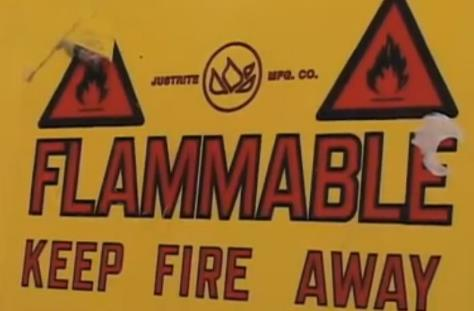 JUSTRITE MFG. CO.
FLAMMABLE
KEEP FIRE AWAY